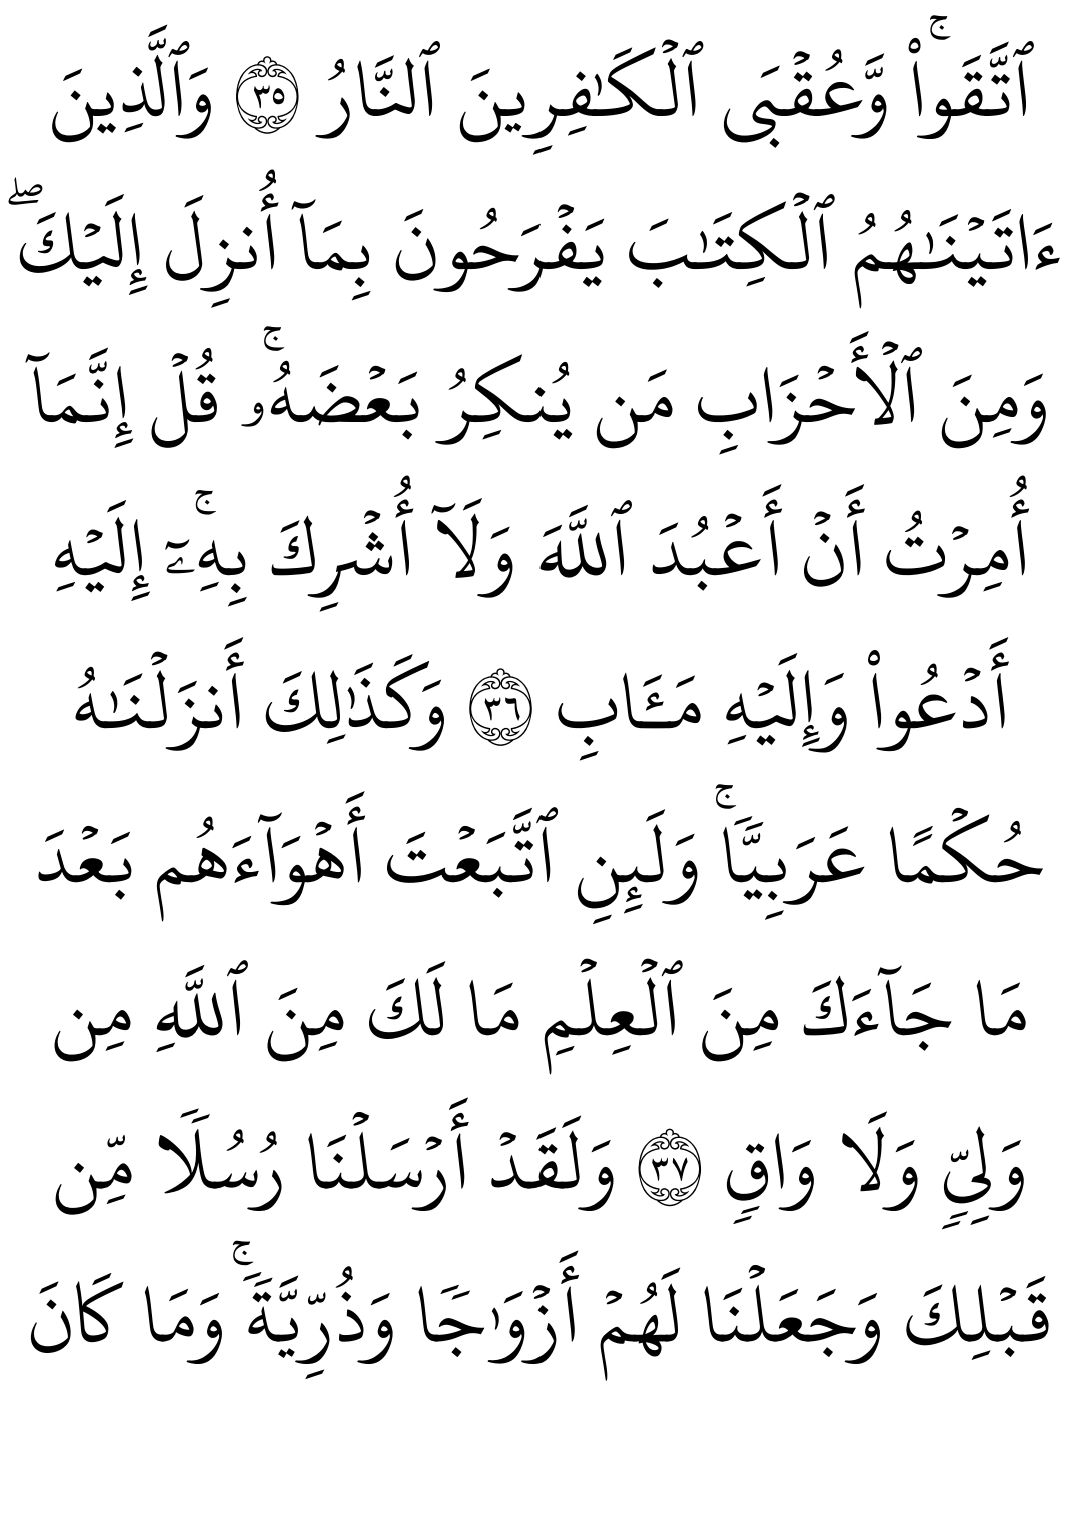 ٱتَّقَوا۟ۚ وَّعُقْبَى ٱلْكَـٰفِرِينَ ٱلنَّارُ ٣٥ وَٱلَّذِينَ
ءَاتَيْنَـٰهُمُ ٱلْكِتَـٰبَ يَفْرَحُونَ بِمَآ أُنزِلَ إِلَيْكَۖ
وَمِنَ ٱلْأَحْزَابِ مَن يُنكِرُ بَعْضَهُۥۚ قُلْ إِنَّمَآ
أُمِرْتُ أَنْ أَعْبُدَ ٱللَّهَ وَلَآ أُشْرِكَ بِهِۦٓۚ إِلَيْهِ
أَدْعُوا۟ وَإِلَيْهِ مَـَٔابِ ٣٦ وَكَذَٰلِكَ أَنزَلْنَـٰهُ
حُكْمًا عَرَبِيًّاۚ وَلَئِنِ ٱتَّبَعْتَ أَهْوَآءَهُم بَعْدَ
مَا جَآءَكَ مِنَ ٱلْعِلْمِ مَا لَكَ مِنَ ٱللَّهِ مِن
وَلِىٍّ وَلَا وَاقٍ ٣٧ وَلَقَدْ أَرْسَلْنَا رُسُلًا مِّن
قَبْلِكَ وَجَعَلْنَا لَهُمْ أَزْوَٰجًا وَذُرِّيَّةًۚ وَمَا كَانَ